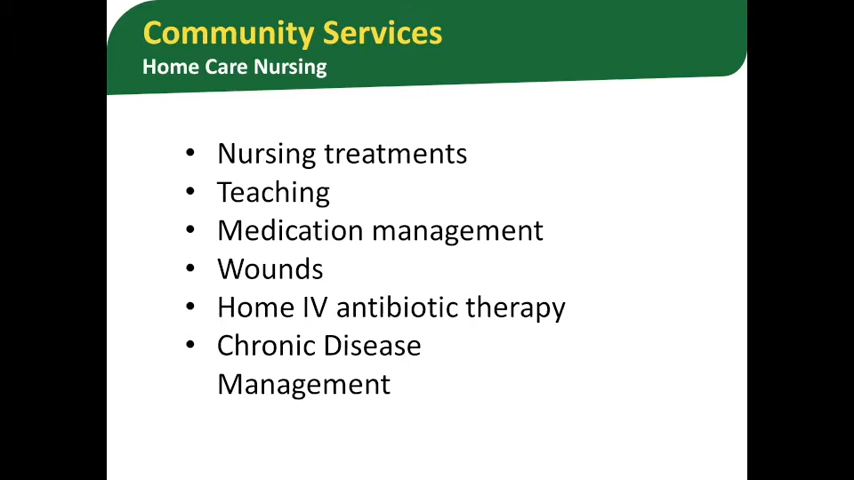 Community Services
Home Care Nursing
• Nursing treatments
• Teaching
• Medication management
• Wounds
• Home IV antibiotic therapy
• Chronic Disease
Management